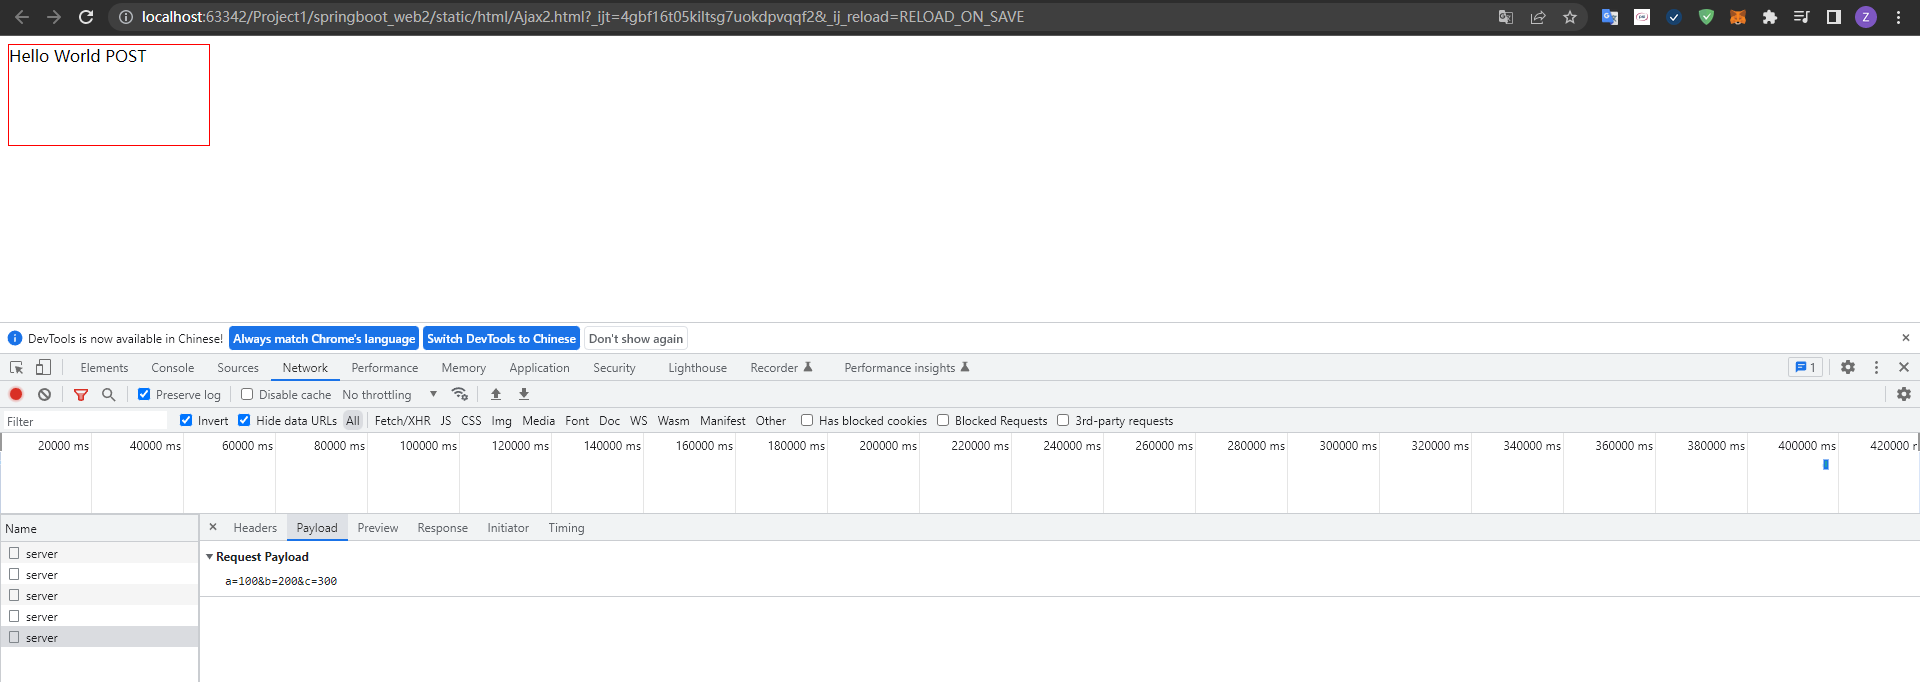 localhost:63342/Project1/springboot_web2/static/html/Ajax2.html?_ijt=4gbf16t05kiltsg7uokdpvqqf2&_ij_reload=RELOAD_ON_SAVE
Z
Hello World POST
DevTools is now available in Chinese! Always match Chrome's language Switch DevTools to Chinese Don't show again
Elements Console Sources Network Performance Memory Application Security Lighthouse Recorder Performance insights 1
Preserve log Disable cache No throttling
Filter Invert Hide data URLs All Fetch/XHR JS CSS Img Media Font Doc WS Wasm Manifest Other Has blocked cookies Blocked Requests 3rd-party requests
20000 ms 40000 ms 60000 ms 80000 ms 100000 ms 120000 ms 140000 ms 160000 ms 180000 ms 200000 ms 220000 ms 240000 ms 260000 ms 280000 ms 300000 ms 320000 ms 340000 ms 360000 ms 380000 ms 400000 ms 420000
Name Headers Payload Preview Response Initiator Timing
server
server
server
server
server
Request Payload
a=100&b=200&c=300